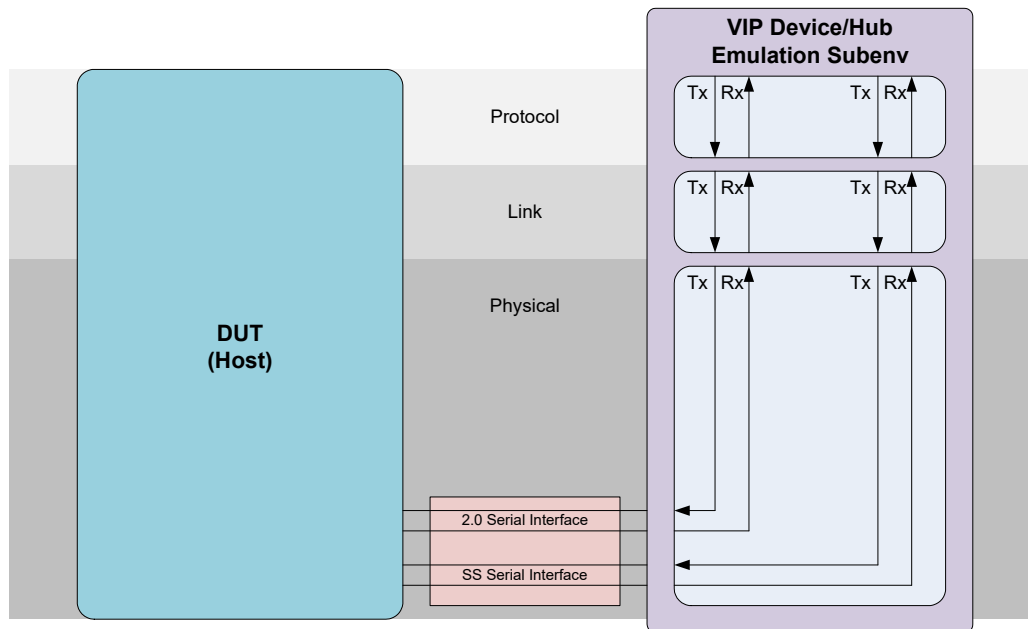 VIP Device/Hub
Emulation Subenv
Tx Rx Tx Rx
Protocol
Tx Rx Tx Rx
Link
Tx Rx Tx Rx
Physical
DUT
(Host)
2.0 Serial Interface
SS Serial Interface